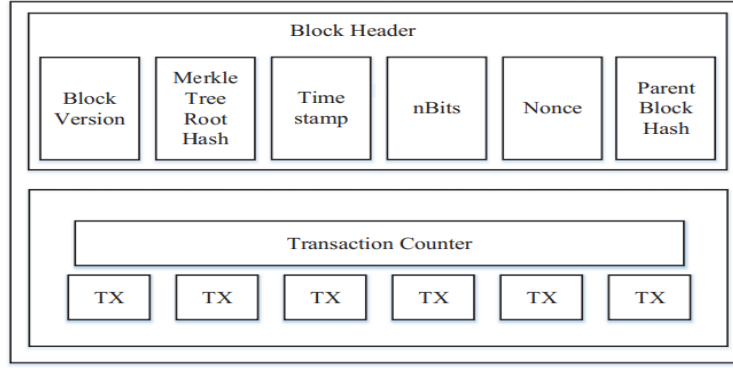 Block Header
Block
Version
Merkle
Tree
Root
Hash
Time
stamp
nBits
Nonce
Parent
Block
Hash
Transaction Counter
TX
TX
TX
TX
TX
TX